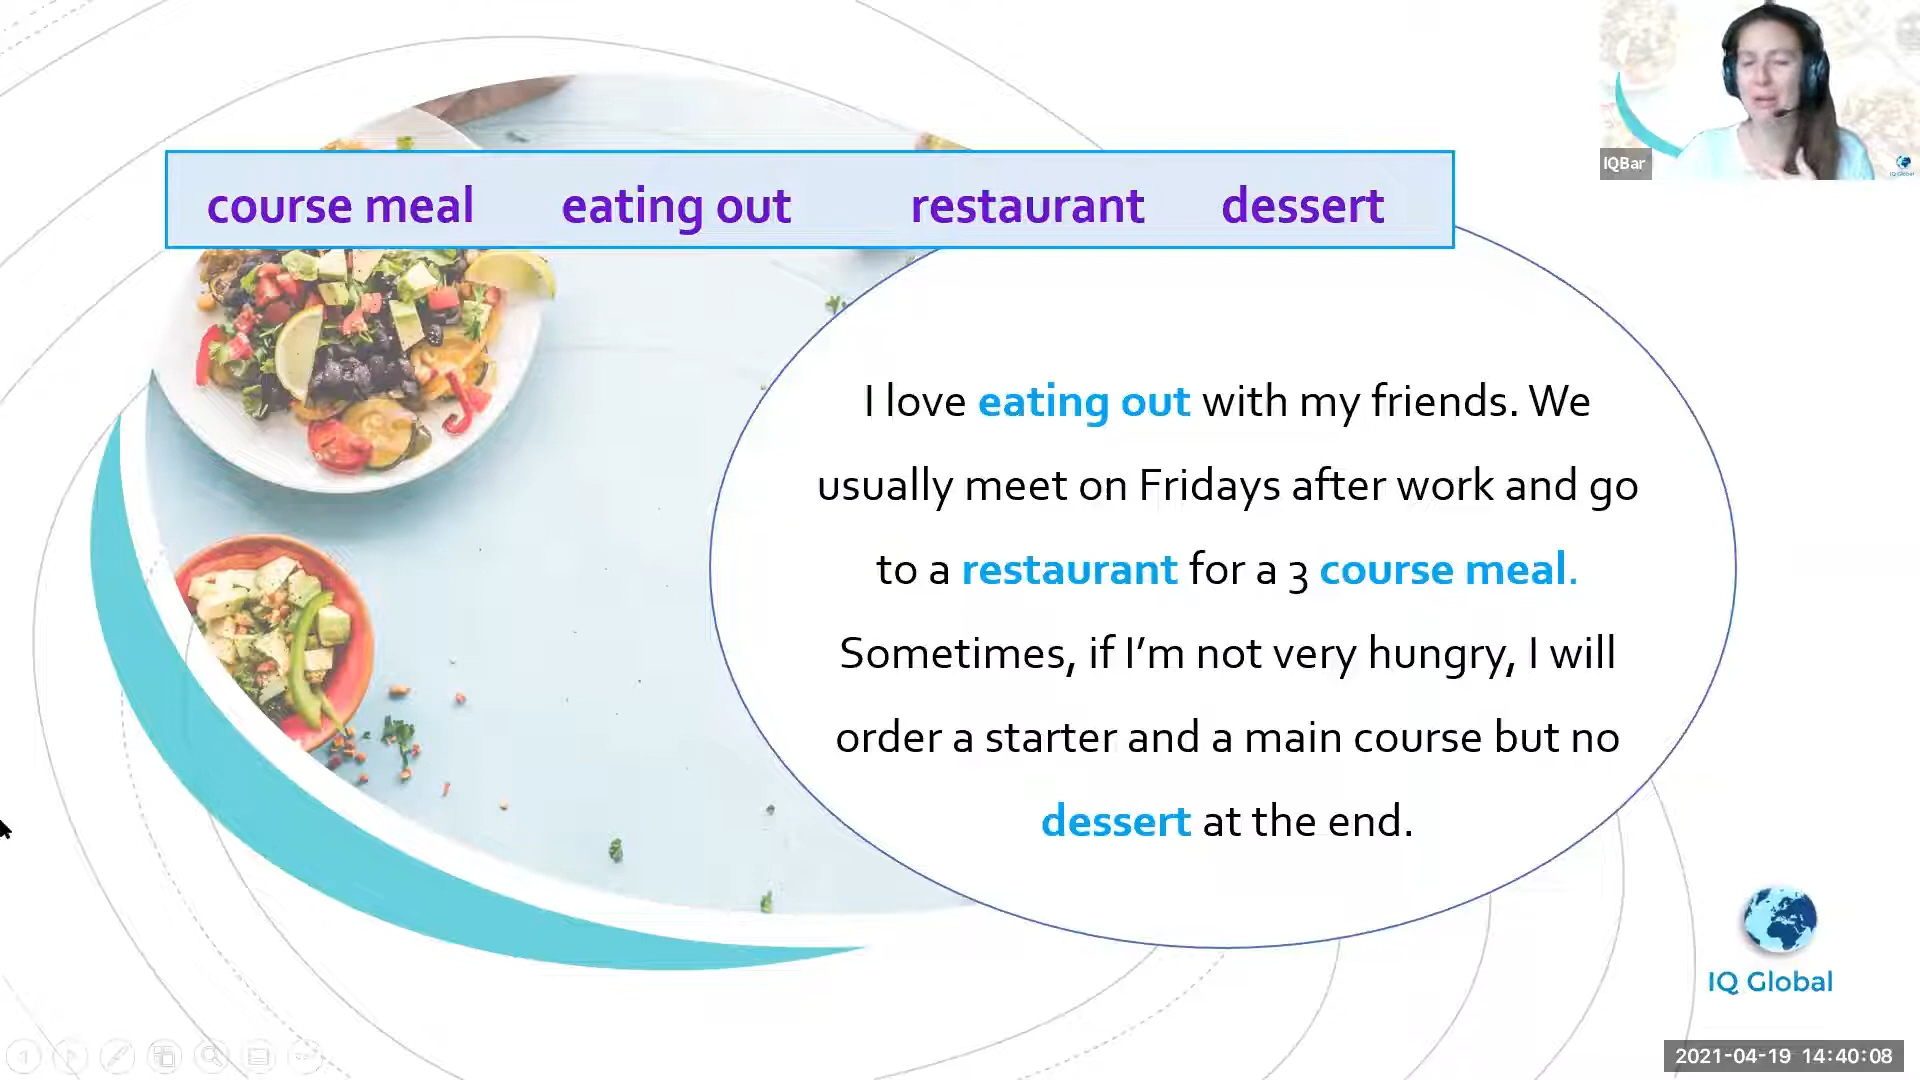 IQBar
course meal eating out restaurant dessert
I love eating out with my friends. We
usually meet on Fridays after work and go
to a restaurant for a 3 course meal.
Sometimes, if I’m not very hungry, I will
order a starter and a main course but no
dessert at the end.
IQ Global
2021-04-19 14:40:08